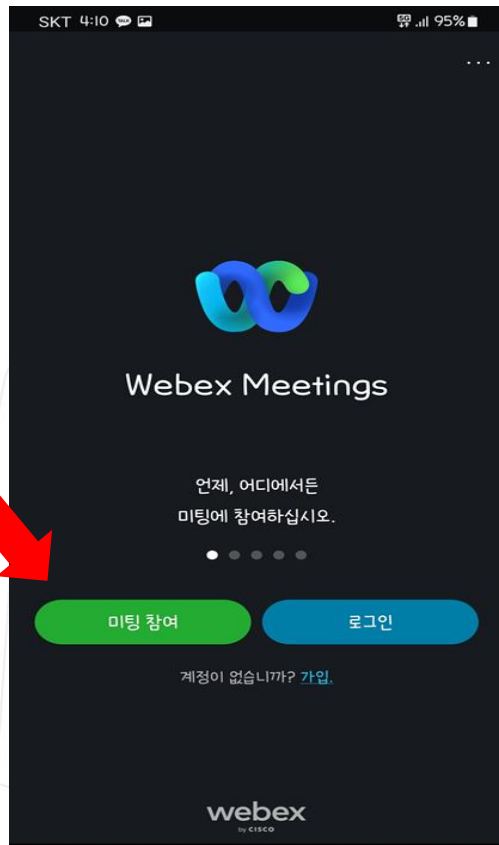 SKT 4:10 95%
Webex Meetings
언제, 어디에서든
미팅에 참여하십시오.
미팅 참여 로그인
계정이 없습니까? 가입.
webex
by CISCO